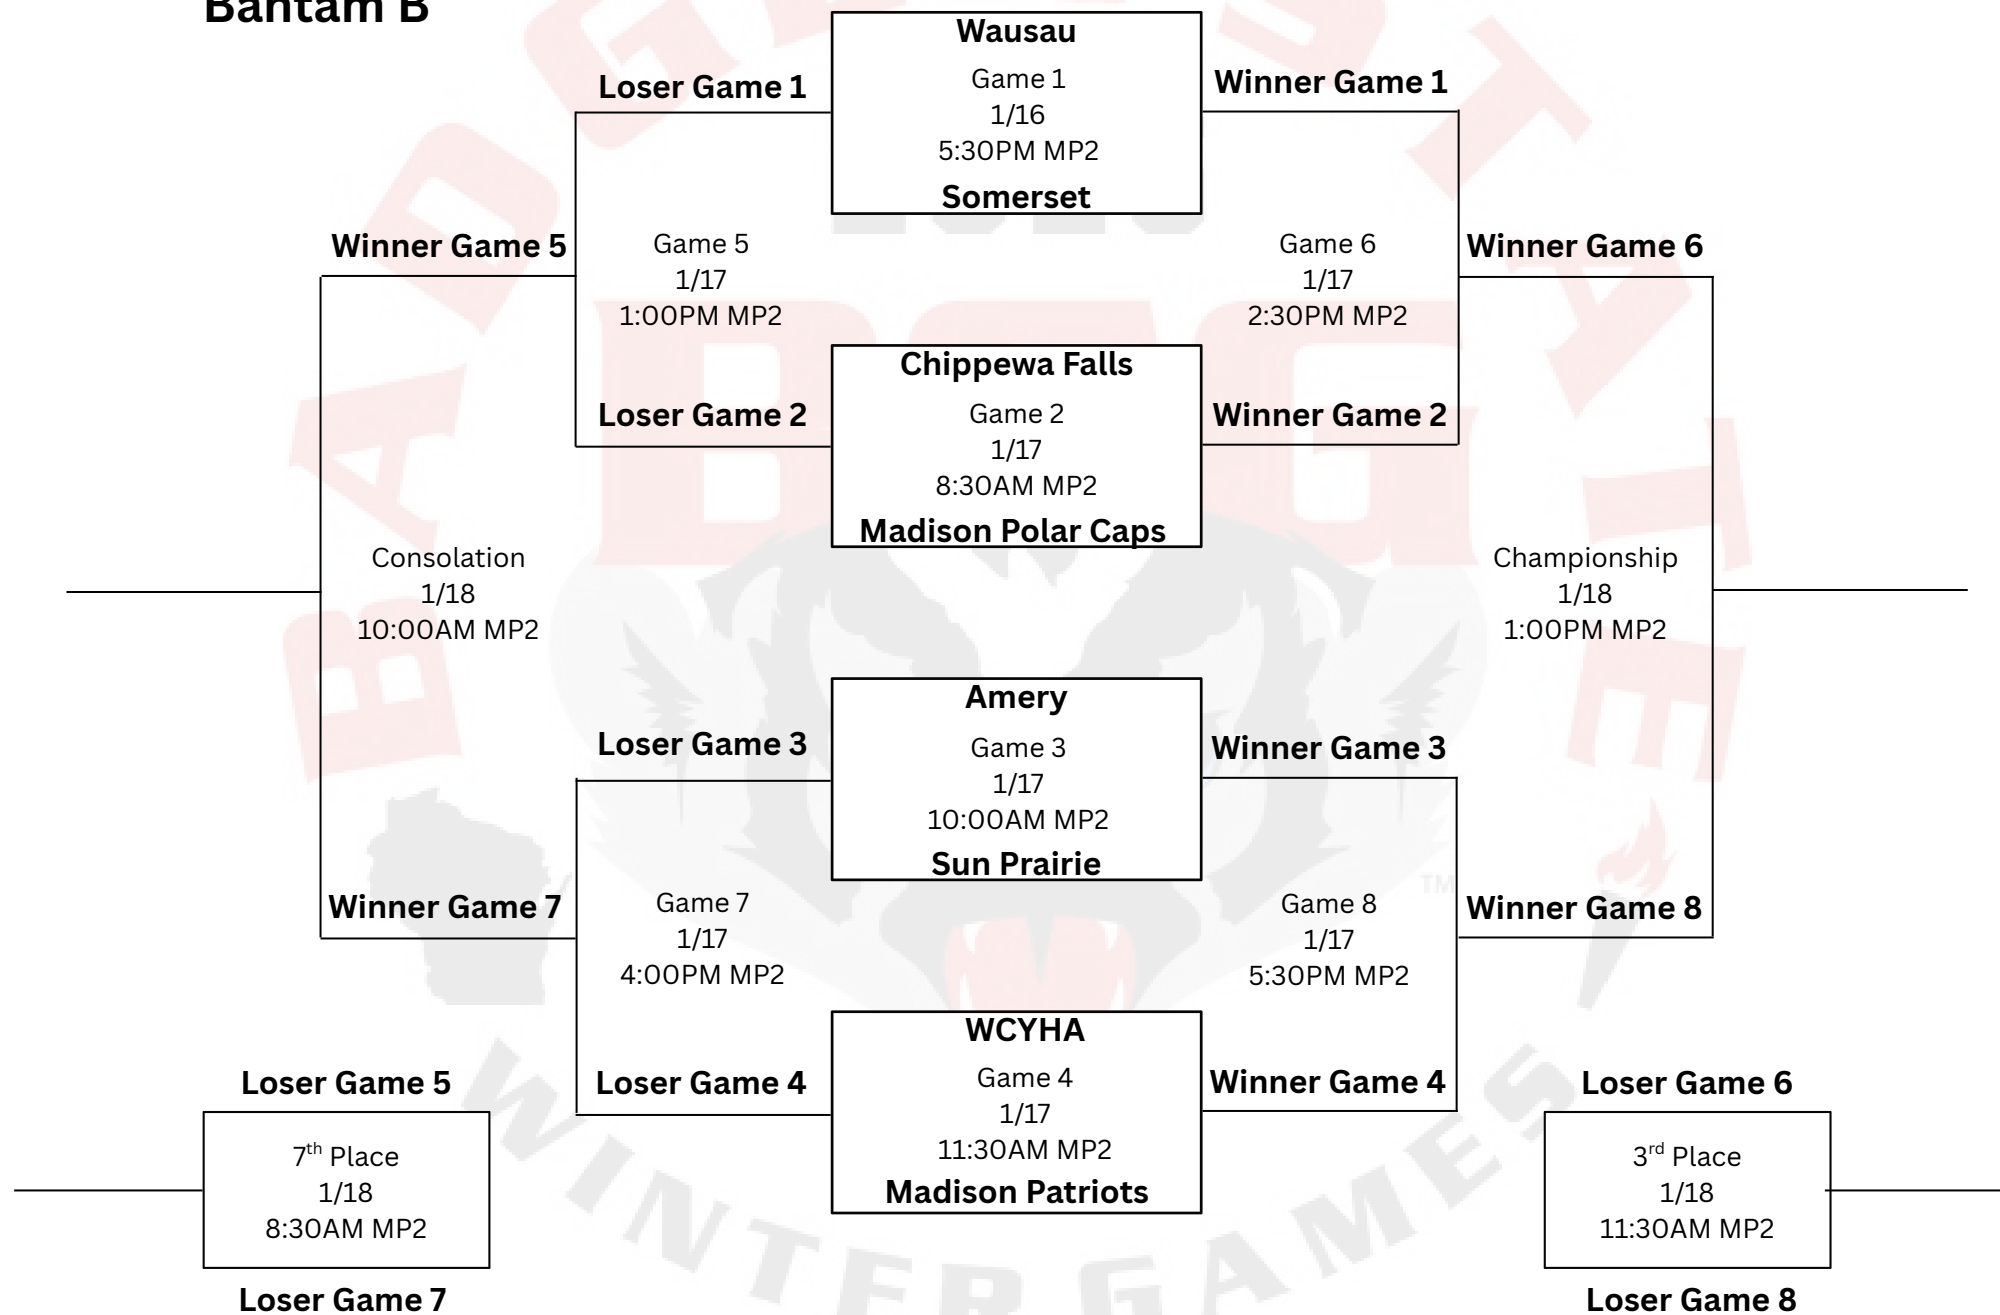 Bantam B
Wausau
Game 1
1/16
5:30PM MP2
Somerset
Loser Game 1
Winner Game 1
Winner Game 5
Game 5
1/17
1:00PM MP2
Game 6
1/17
2:30PM MP2
Winner Game 6
Chippewa Falls
Game 2
1/17
8:30AM MP2
Madison Polar Caps
Loser Game 2
Winner Game 2
Consolation
1/18
10:00AM MP2
Championship
1/18
1:00PM MP2
Amery
Game 3
1/17
10:00AM MP2
Sun Prairie
Loser Game 3
Winner Game 3
Winner Game 7
Game 7
1/17
4:00PM MP2
Game 8
1/17
5:30PM MP2
Winner Game 8
WCYHA
Game 4
1/17
11:30AM MP2
Madison Patriots
Loser Game 4
Winner Game 4
Loser Game 5
7th Place
1/18
8:30AM MP2
Loser Game 7
Loser Game 6
3rd Place
1/18
11:30AM MP2
Loser Game 8
BADGER STATE
BSG
TM
WINTER GAMES